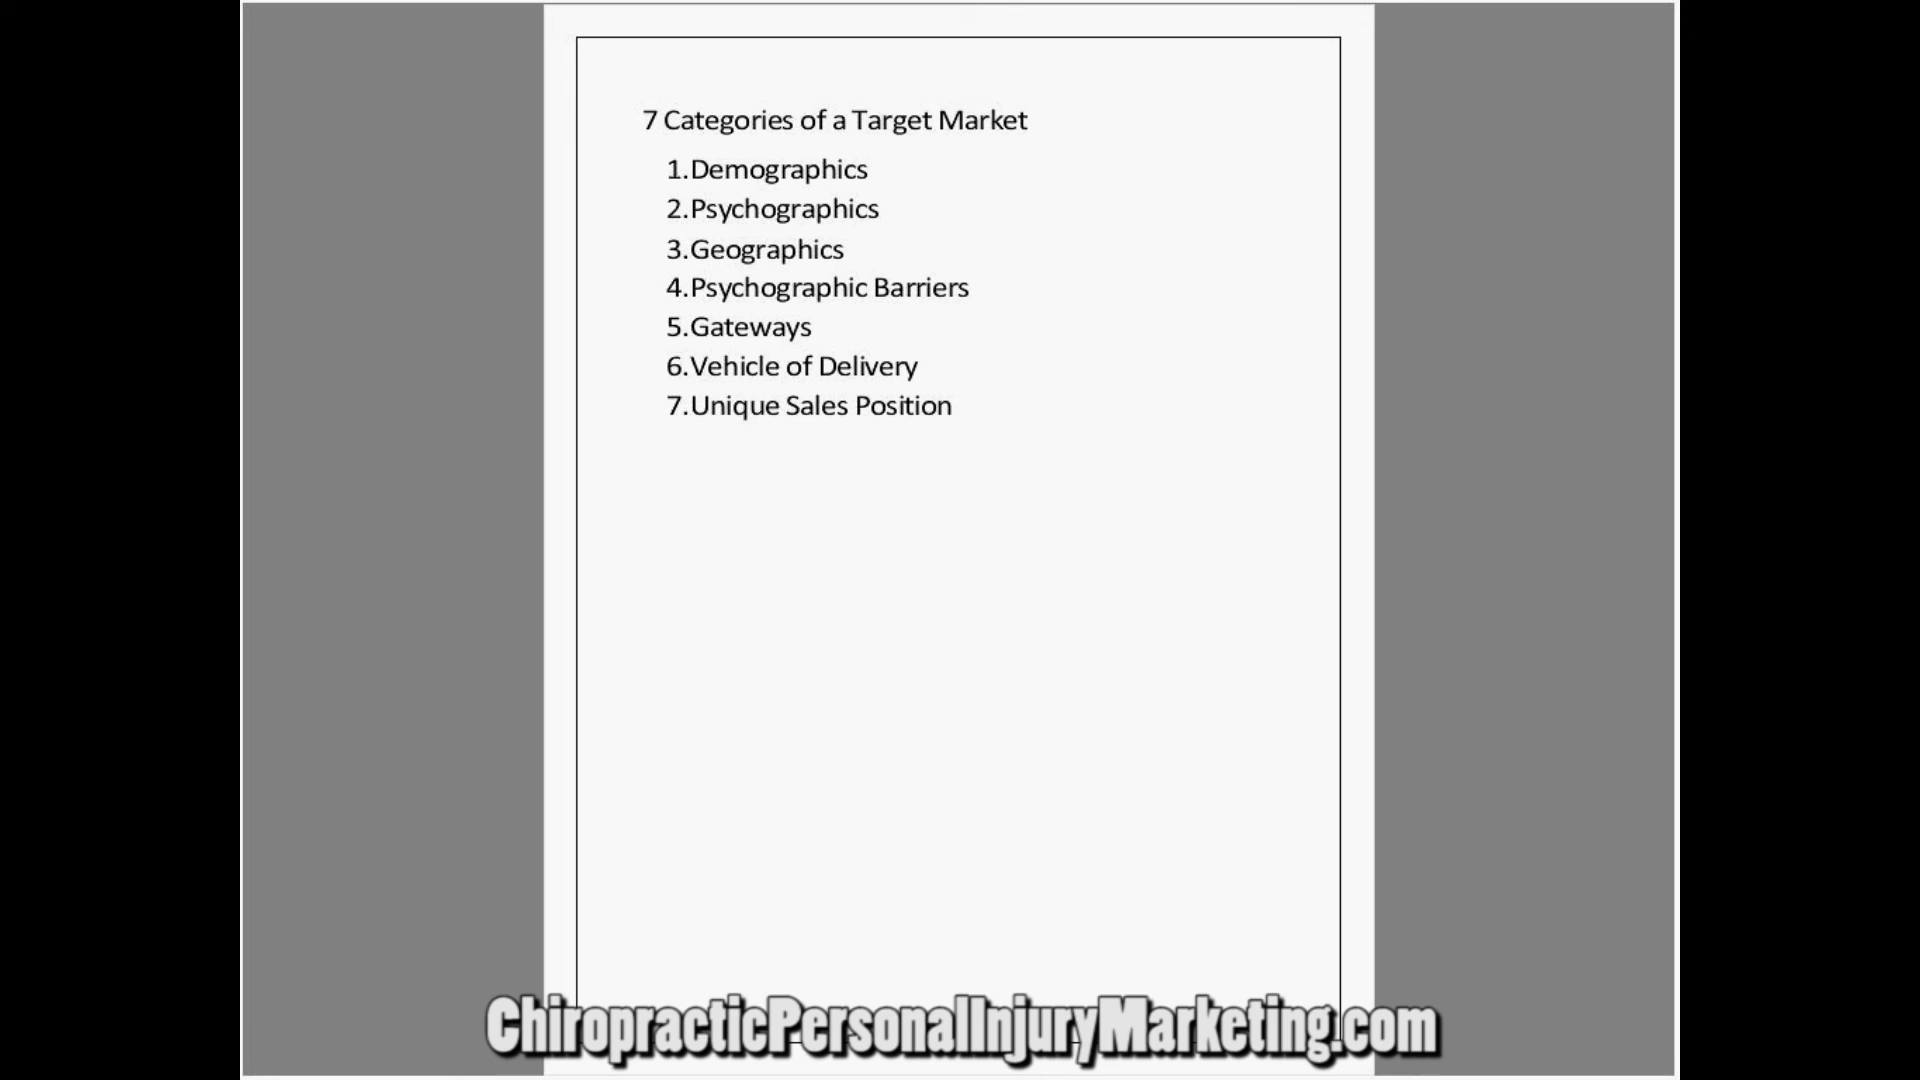 7 Categories of a Target Market
1.Demographics
2.Psychographics
3.Geographics
4.Psychographic Barriers
5.Gateways
6.Vehicle of Delivery
7.Unique Sales Position
ChiropracticPersonalInjuryMarketing.com